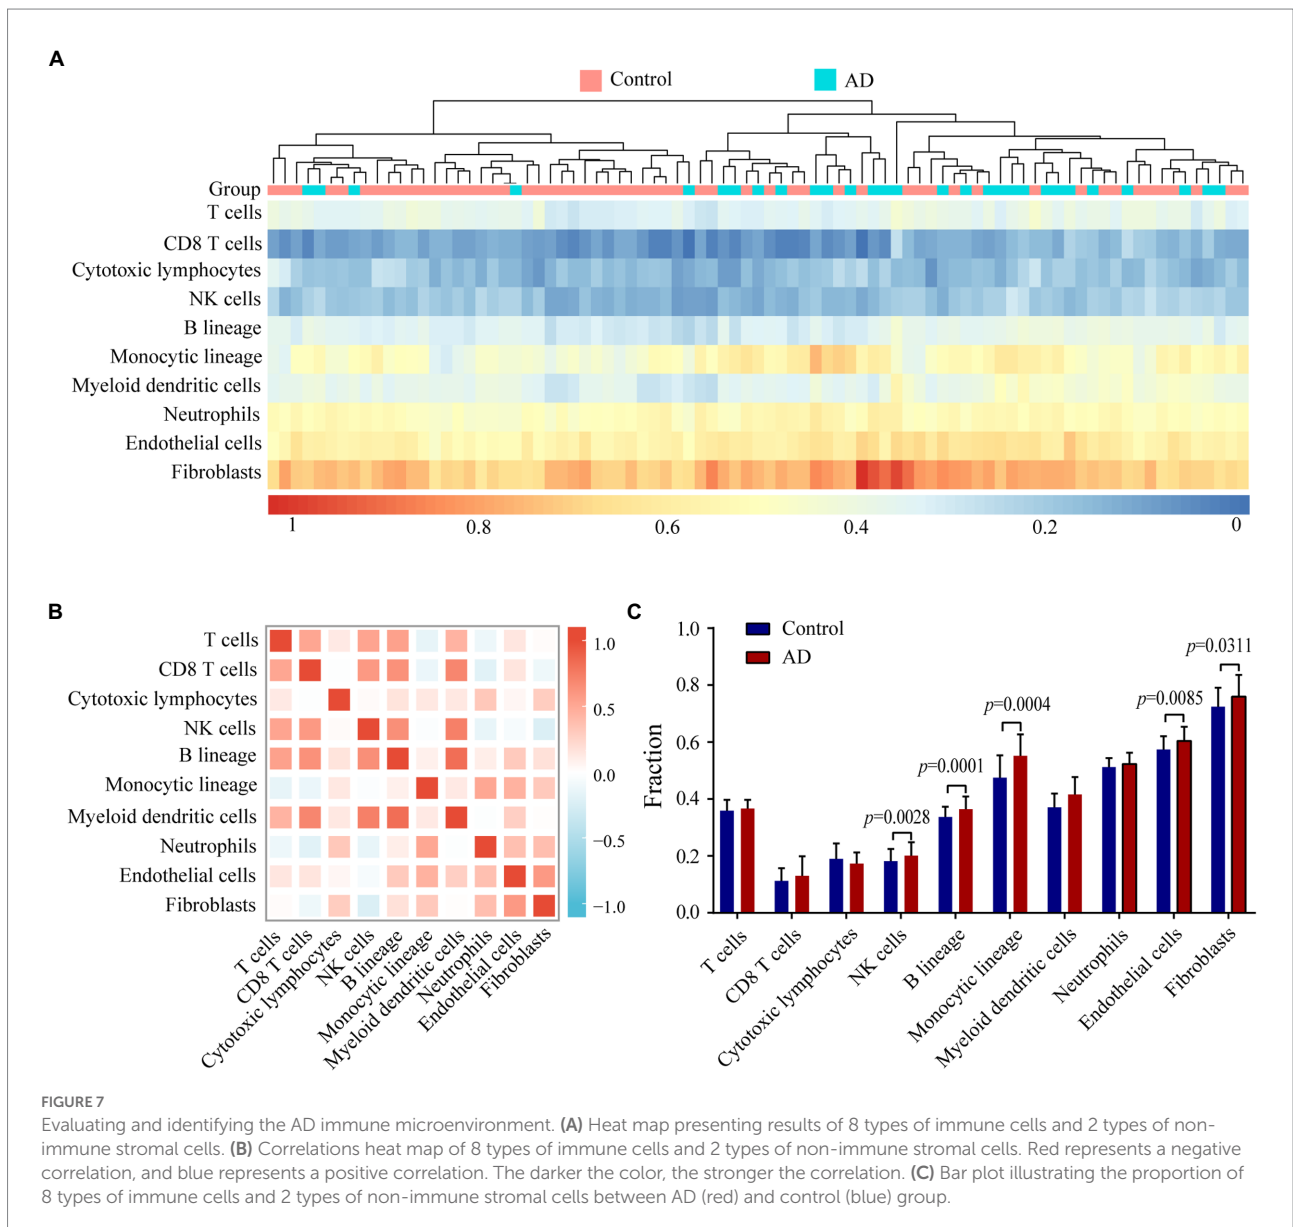 A
Control
AD
Group
T cells
CD8 T cells
Cytotoxic lymphocytes
NK cells
B lineage
Monocytic lineage
Myeloid dendritic cells
Neutrophils
Endothelial cells
Fibroblasts
1 0.8 0.6 0.4 0.2 0
B
T cells
CD8 T cells
Cytotoxic lymphocytes
NK cells
B lineage
Monocytic lineage
Myeloid dendritic cells
Neutrophils
Endothelial cells
Fibroblasts
1.0
0.5
0.0
−0.5
−1.0
T cells
CD8 T cells
Cytotoxic lymphocytes
NK cells
B lineage
Monocytic lineage
Myeloid dendritic cells
Neutrophils
Endothelial cells
Fibroblasts
C
Control
AD
Fraction
1.0
0.8
0.6
0.4
0.2
0.0
p=0.0028
p=0.0001
p=0.0004
p=0.0085
p=0.0311
T cells
CD8 T cells
Cytotoxic lymphocytes
NK cells
B lineage
Monocytic lineage
Myeloid dendritic cells
Neutrophils
Endothelial cells
Fibroblasts
FIGURE 7
Evaluating and identifying the AD immune microenvironment. (A) Heat map presenting results of 8 types of immune cells and 2 types of non-
immune stromal cells. (B) Correlations heat map of 8 types of immune cells and 2 types of non-immune stromal cells. Red represents a negative
correlation, and blue represents a positive correlation. The darker the color, the stronger the correlation. (C) Bar plot illustrating the proportion of
8 types of immune cells and 2 types of non-immune stromal cells between AD (red) and control (blue) group.